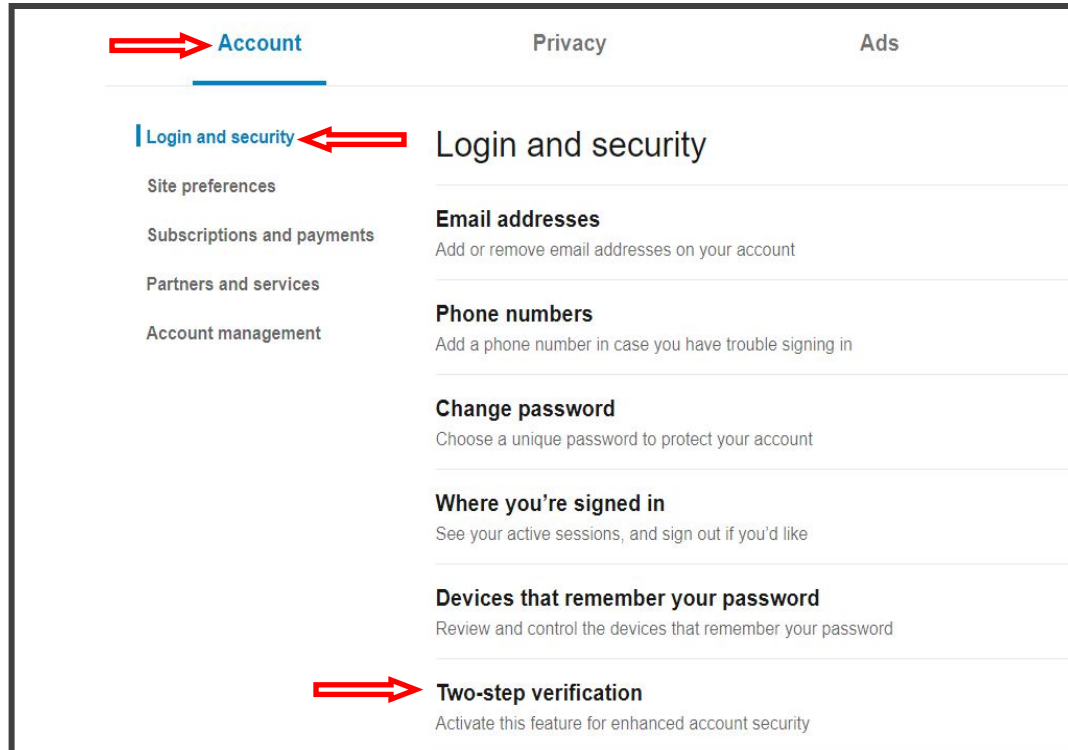 Account Privacy Ads
Login and security
Site preferences
Subscriptions and payments
Partners and services
Account management
Login and security
Email addresses
Add or remove email addresses on your account
Phone numbers
Add a phone number in case you have trouble signing in
Change password
Choose a unique password to protect your account
Where you’re signed in
See your active sessions, and sign out if you’d like
Devices that remember your password
Review and control the devices that remember your password
Two-step verification
Activate this feature for enhanced account security